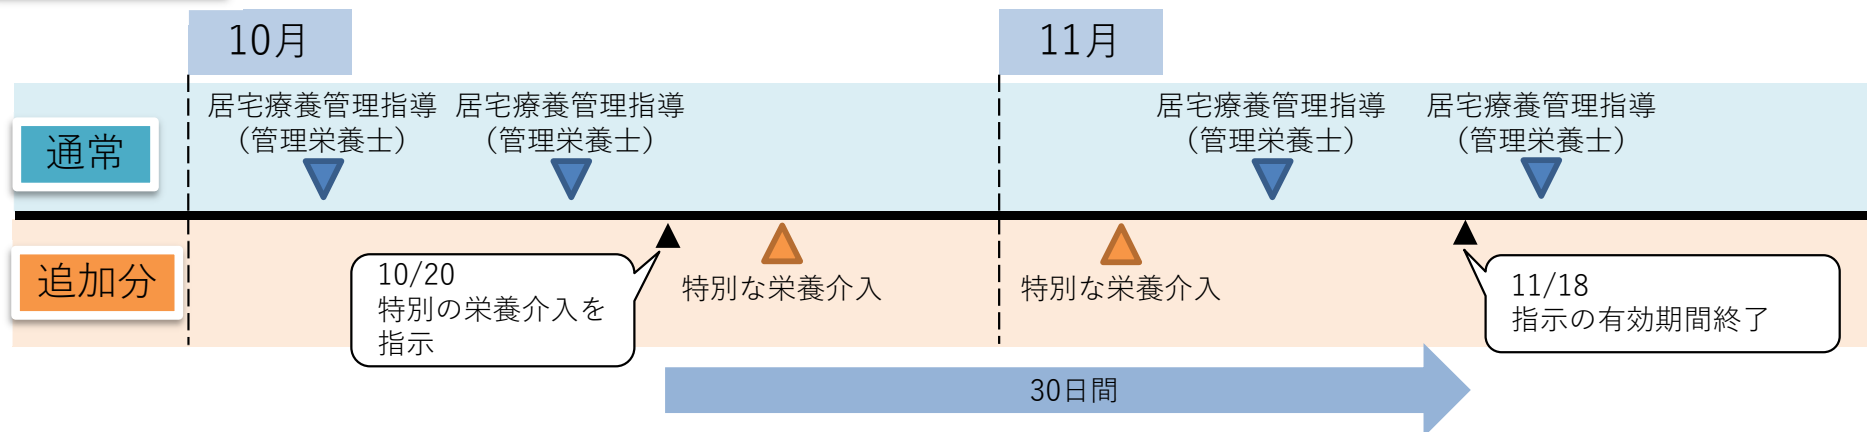 10月
11月
通常
居宅療養管理指導
（管理栄養士）
居宅療養管理指導
（管理栄養士）
居宅療養管理指導
（管理栄養士）
居宅療養管理指導
（管理栄養士）
追加分
10/20
特別の栄養介入を
指示
特別な栄養介入
特別な栄養介入
11/18
指示の有効期間終了
30日間